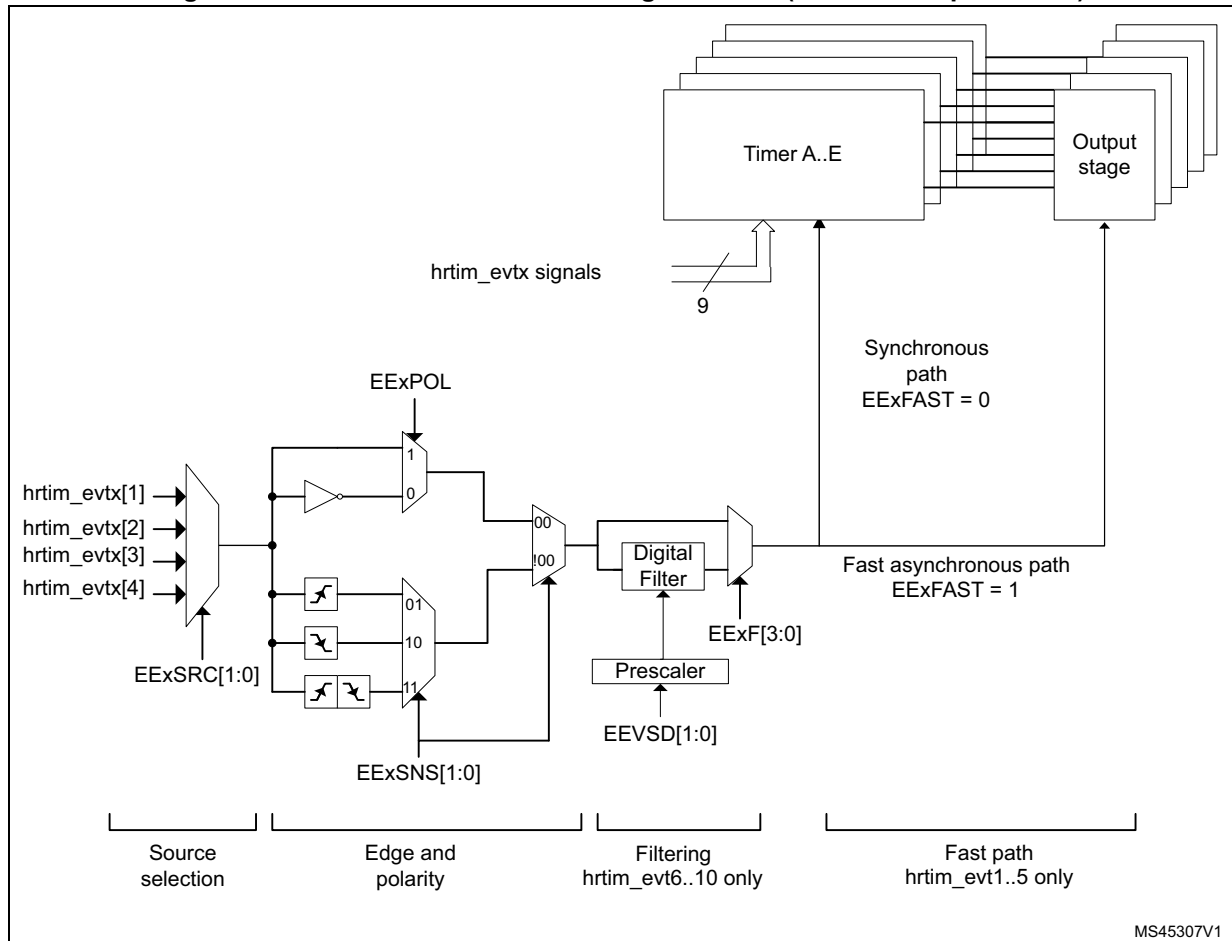 Timer A..E
Output
stage
hrtim_evtx signals
9
Synchronous
path
EExFAST = 0
EExPOL
1
0
hrtim_evtx[1]
hrtim_evtx[2]
hrtim_evtx[3]
hrtim_evtx[4]
00
!00
Digital
Filter
Fast asynchronous path
EExFAST = 1
01
10
11
EExF[3:0]
EExSRC[1:0]
Prescaler
EEVSD[1:0]
EExSNS[1:0]
Source
selection
Edge and
polarity
Filtering
hrtim_evt6..10 only
Fast path
hrtim_evt1..5 only
MS45307V1